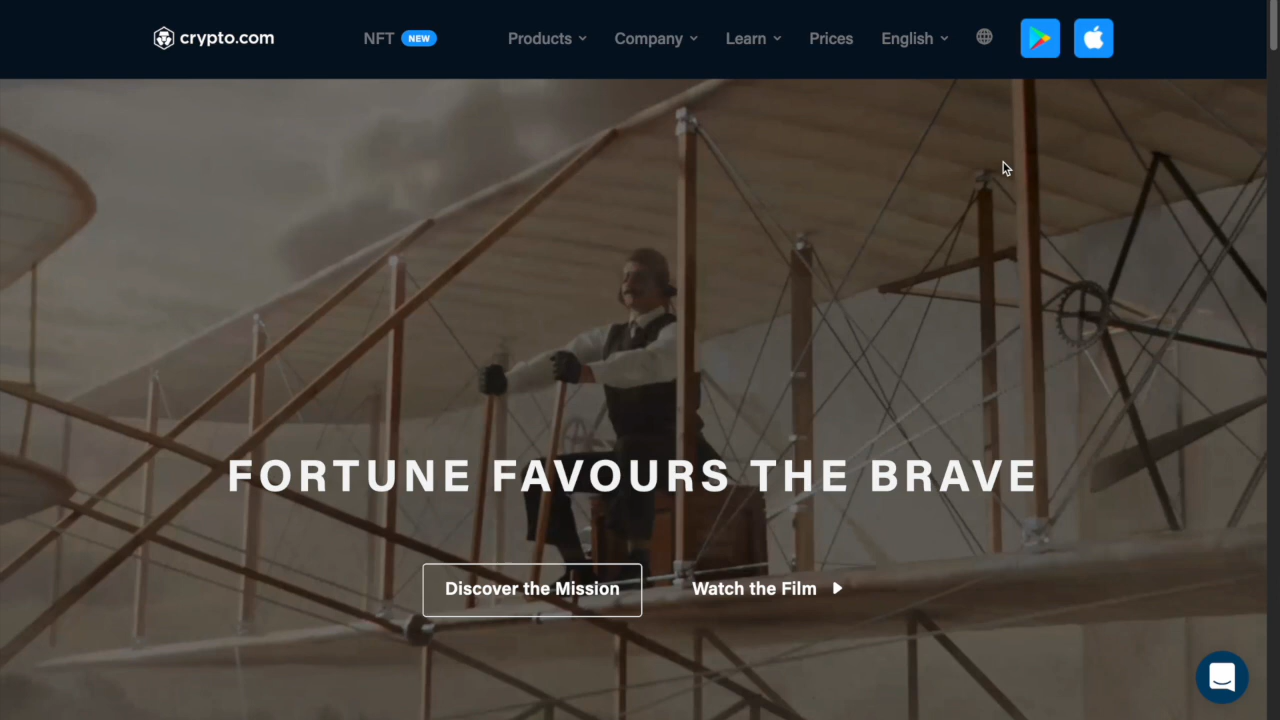 crypto.com
NFT NEW
Products
Company
Learn
Prices
English
FORTUNE FAVOURS THE BRAVE
Discover the Mission
Watch the Film